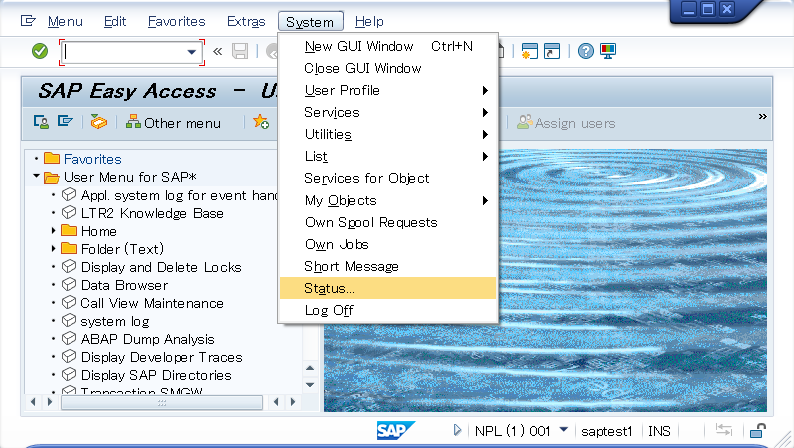 Menu Edit Favorites Extras System Help
«
SAP Easy Access -
Other menu Assign users »
Favorites
User Menu for SAP*
Appl. system log for event
LTR2 Knowledge Base
Home
Folder (Text)
Display and Delete Locks
Data Browser
Call View Maintenance
system log
ABAP Dump Analysis
Display Developer Traces
Display SAP Directories
Transaction SMGW
New GUI Window Ctrl+N
Close GUI Window
User Profile
Services
Utilities
List
Services for Object
My Objects
Own Spool Requests
Own Jobs
Short Message
Status...
Log Off
SAP NPL (1) 001 saptest1 INS